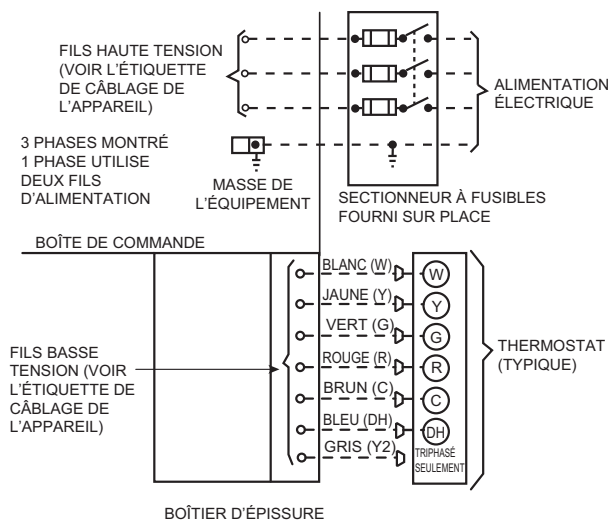 FILS HAUTE TENSION
(VOIR L'ÉTIQUETTE
DE CÂBLAGE DE
L'APPAREIL)
ALIMENTATION
ÉLECTRIQUE
3 PHASES MONTRÉ
1 PHASE UTILISE
DEUX FILS
D'ALIMENTATION
MASSE DE
L'ÉQUIPEMENT
SECTIONNEUR À FUSIBLES
FOURNI SUR PLACE
BOÎTE DE COMMANDE
BLANC (W)
W
JAUNE (Y)
Y
VERT (G)
G
ROUGE (R)
R
BRUN (C)
C
BLEU (DH)
DH
GRIS (Y2)
TRIPHASÉ
SEULEMENT
THERMOSTAT
(TYPIQUE)
FILS BASSE
TENSION (VOIR
L'ÉTIQUETTE DE
CÂBLAGE DE
L'APPAREIL)
BOÎTIER D'ÉPISSURE